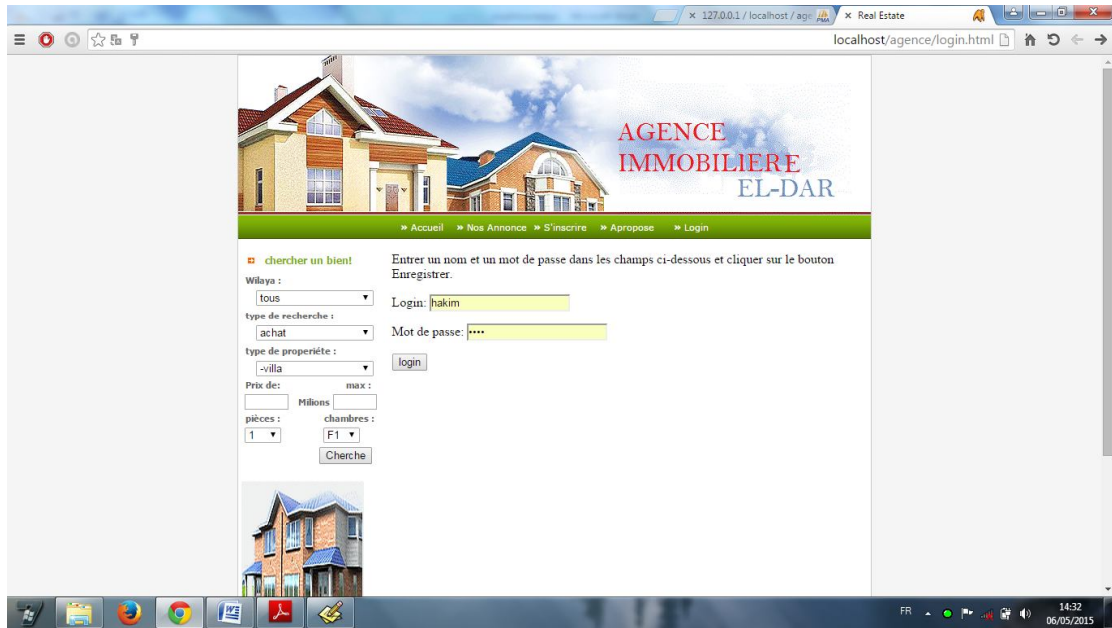 127.0.0.1 / localhost / age
Real Estate
localhost/agence/login.html
AGENCE
IMMOBILIERE
EL-DAR
» Accueil » Nos Annonce » S'inscrire » Apropose » Login
chercher un bien!
Wilaya :
tous
type de recherche :
achat
type de properiéte :
-villa
Prix de: max :
Milions
pièces : chambres :
1 F1
Cherche
Entrer un nom et un mot de passe dans les champs ci-dessous et cliquer sur le bouton
Enregistrer.
Login: hakim
Mot de passe: ••••
login
FR
14:32
06/05/2015